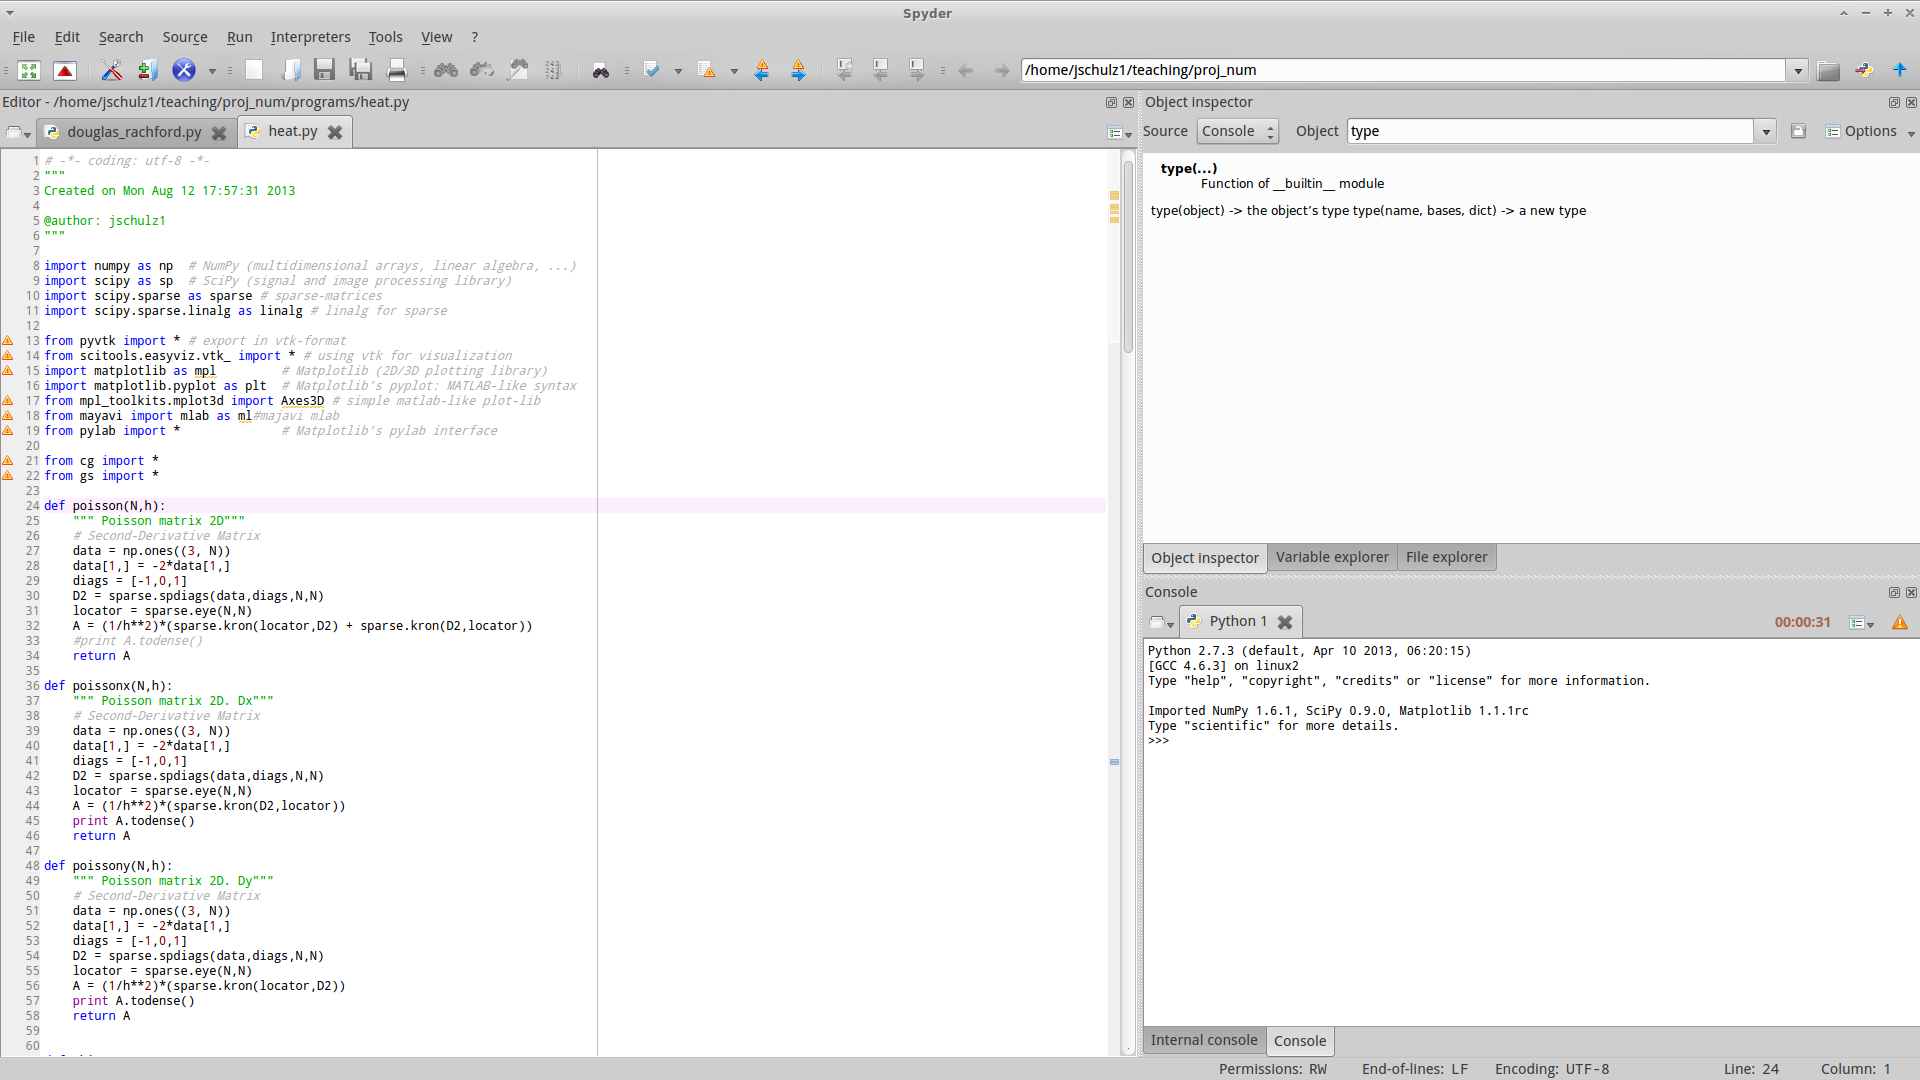 Spyder
File Edit Search Source Run Interpreters Tools View ?
/home/jschulz1/teaching/proj_num
Editor - /home/jschulz1/teaching/proj_num/programs/heat.py
douglas_rachford.py heat.py
1 # -*- coding: utf-8 -*-
2 """
3 Created on Mon Aug 12 17:57:31 2013
4
5 @author: jschulz1
6 """
7
8 import numpy as np # NumPy (multidimensional arrays, linear algebra, ...)
9 import scipy as sp # SciPy (signal and image processing library)
10 import scipy.sparse as sparse # sparse-matrices
11 import scipy.sparse.linalg as linalg # linalg for sparse
12
13 from pyvtk import * # export in vtk-format
14 from scitools.easyviz.vtk_ import * # using vtk for visualization
15 import matplotlib as mpl # Matplotlib (2D/3D plotting library)
16 import matplotlib.pyplot as plt # Matplotlib's pyplot: MATLAB-like syntax
17 from mpl_toolkits.mplot3d import Axes3D # simple matlab-like plot-lib
18 from mayavi import mlab as ml#majavi mlab
19 from pylab import * # Matplotlib's pylab interface
20
21 from cg import *
22 from gs import *
23
24 def poisson(N,h):
25 """ Poisson matrix 2D"""
26 # Second-Derivative Matrix
27 data = np.ones((3, N))
28 data[1,] = -2*data[1,]
29 diags = [-1,0,1]
30 D2 = sparse.spdiags(data,diags,N,N)
31 locator = sparse.eye(N,N)
32 A = (1/h**2)*(sparse.kron(locator,D2) + sparse.kron(D2,locator))
33 #print A.todense()
34 return A
35
36 def poissonx(N,h):
37 """ Poisson matrix 2D. Dx"""
38 # Second-Derivative Matrix
39 data = np.ones((3, N))
40 data[1,] = -2*data[1,]
41 diags = [-1,0,1]
42 D2 = sparse.spdiags(data,diags,N,N)
43 locator = sparse.eye(N,N)
44 A = (1/h**2)*(sparse.kron(D2,locator))
45 print A.todense()
46 return A
47
48 def poissony(N,h):
49 """ Poisson matrix 2D. Dy"""
50 # Second-Derivative Matrix
51 data = np.ones((3, N))
52 data[1,] = -2*data[1,]
53 diags = [-1,0,1]
54 D2 = sparse.spdiags(data,diags,N,N)
55 locator = sparse.eye(N,N)
56 A = (1/h**2)*(sparse.kron(locator,D2))
57 print A.todense()
58 return A
59
60
Object inspector
Source Console Object type Options
type(...)
Function of __builtin__ module
type(object) -> the object’s type type(name, bases, dict) -> a new type
Object inspector Variable explorer File explorer
Console
Python 1 00:00:31
Python 2.7.3 (default, Apr 10 2013, 06:20:15)
[GCC 4.6.3] on linux2
Type "help", "copyright", "credits" or "license" for more information.
Imported NumPy 1.6.1, SciPy 0.9.0, Matplotlib 1.1.1rc
Type "scientific" for more details.
>>>
Internal console Console
Permissions: RW End-of-lines: LF Encoding: UTF-8 Line: 24 Column: 1